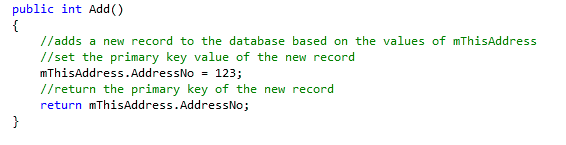 public int Add()
{
//adds a new record to the database based on the values of mThisAddress
//set the primary key value of the new record
mThisAddress.AddressNo = 123;
//return the primary key of the new record
return mThisAddress.AddressNo;
}